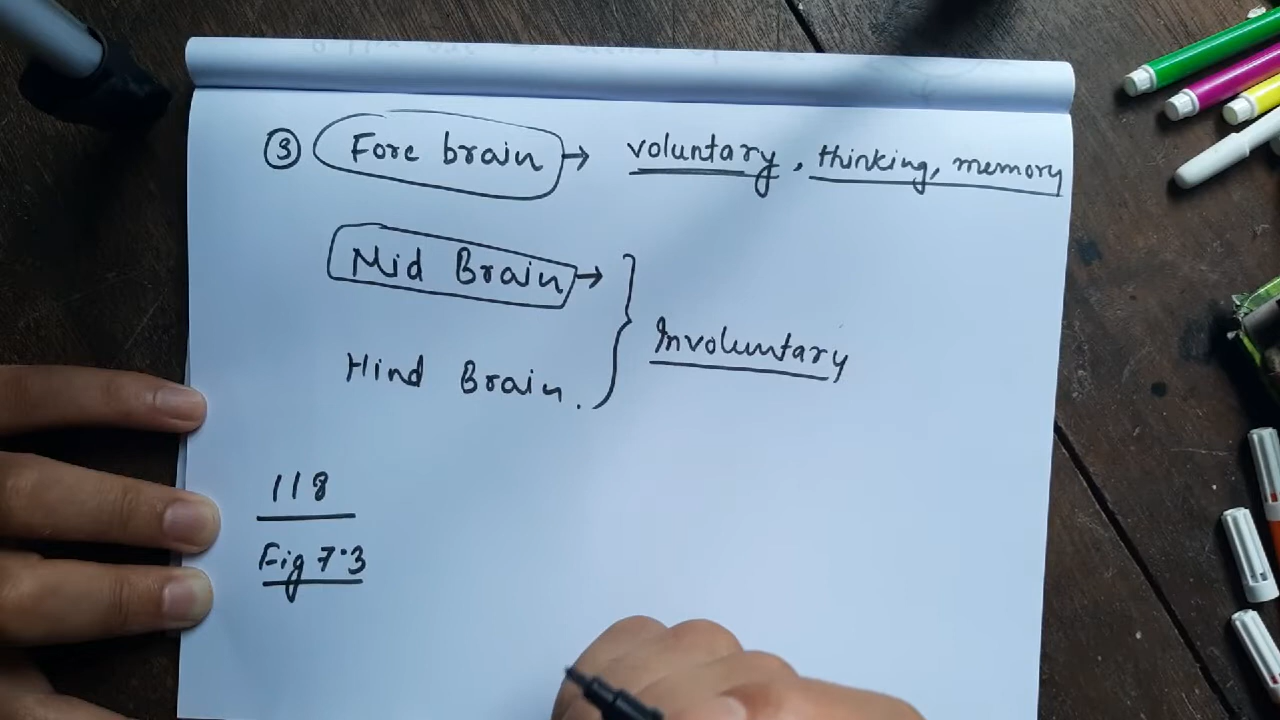 ③ Fore brain → voluntary, thinking, memory
Mid Brain →
Hind Brain.
Involuntary
118
Fig 7.3